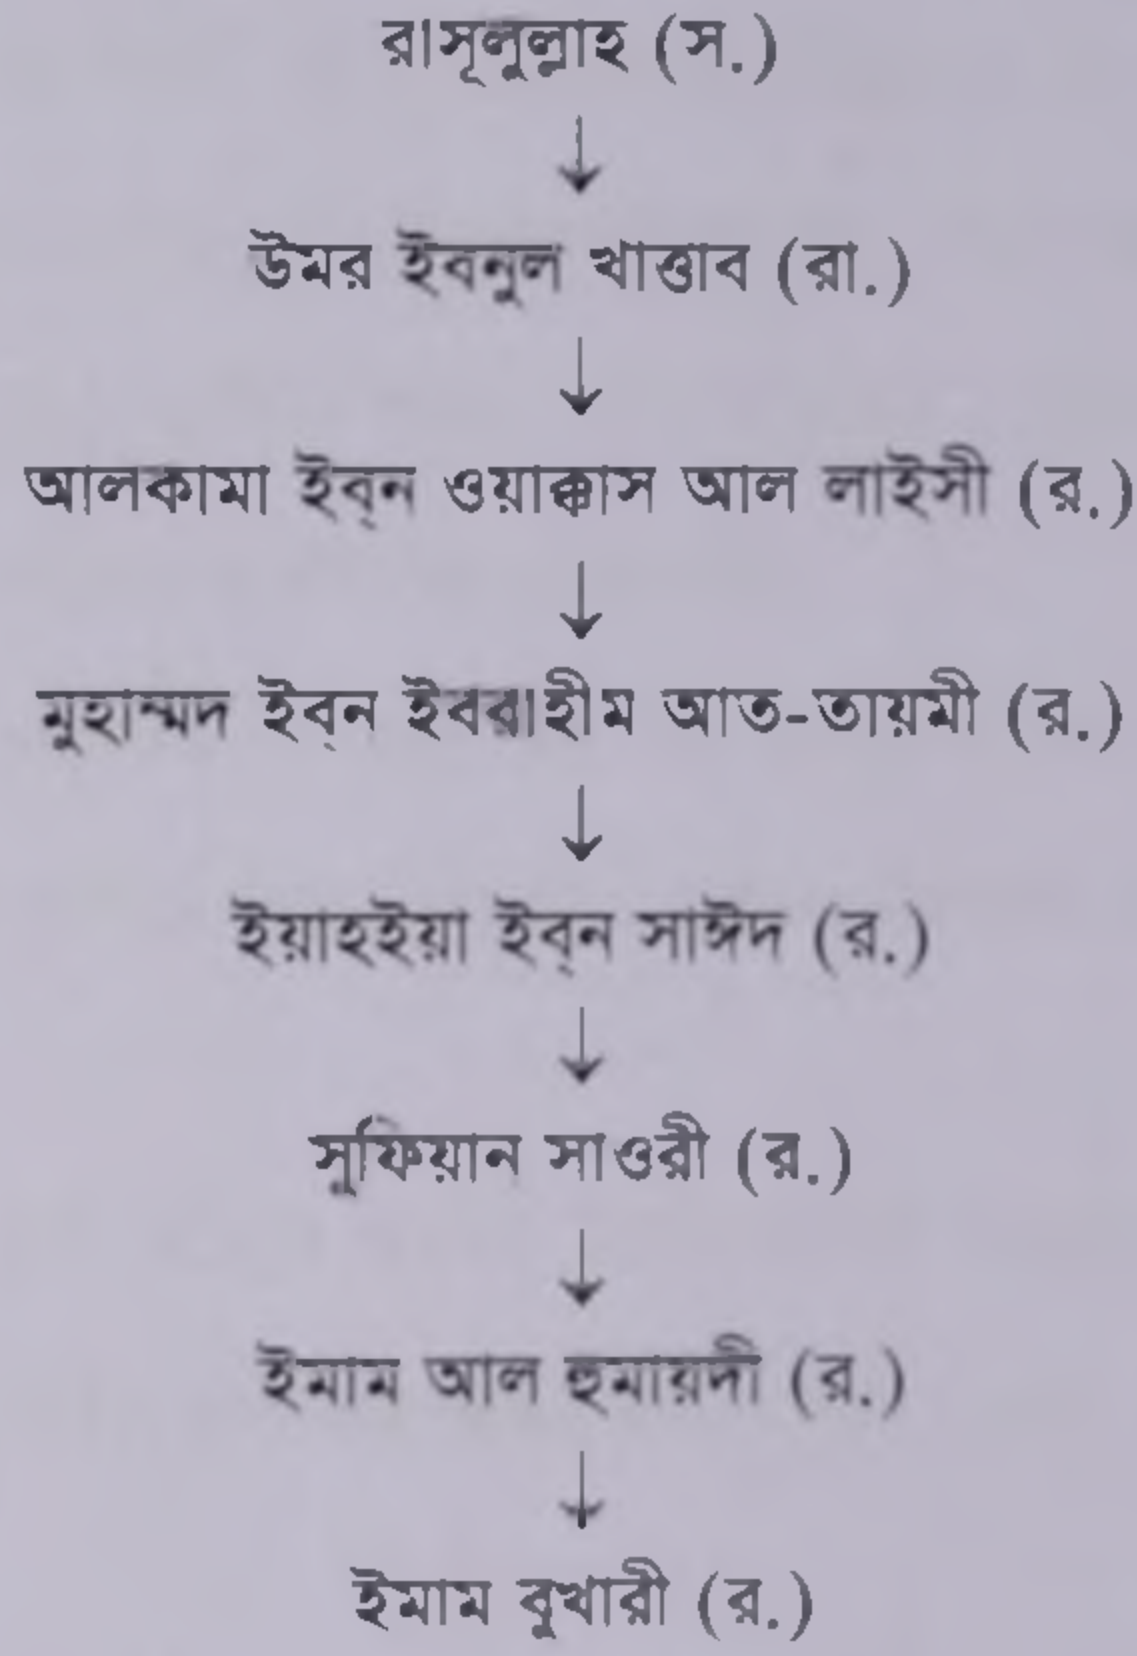 রাসূলুল্লাহ (স.)
↓
উমর ইবনুল খাত্তাব (রা.)
↓
আলকামা ইব্‌ন ওয়াক্কাস আল লাইসী (র.)
↓
মুহাম্মদ ইব্‌ন ইবরাহীম আত-তায়মী (র.)
↓
ইয়াহইয়া ইব্‌ন সাঈদ (র.)
↓
সুফিয়ান সাওরী (র.)
↓
ইমাম আল হুমায়দী (র.)
↓
ইমাম বুখারী (র.)